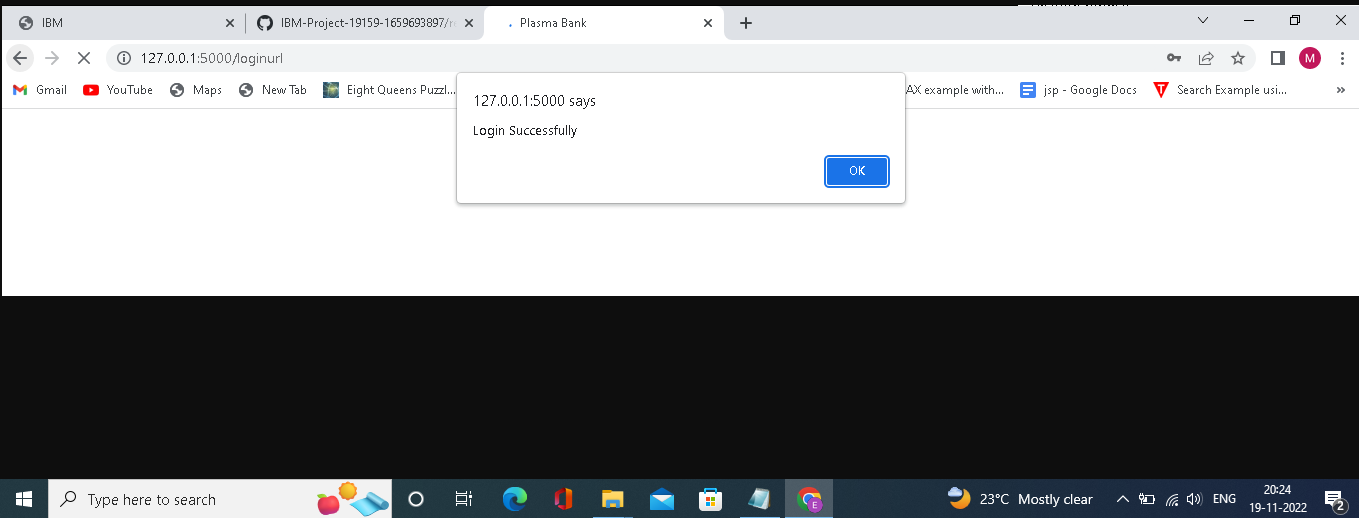 IBM
IBM-Project-19159-1659693897/
Plasma Bank
127.0.0.1:5000/loginurl
M
Gmail
YouTube
Maps
New Tab
Eight Queens Puzzl...
AX example with...
jsp - Google Docs
Search Example usi...
»
127.0.0.1:5000 says
Login Successfully
OK
Type here to search
E
23°C Mostly clear
ENG
20:24
19-11-2022
2